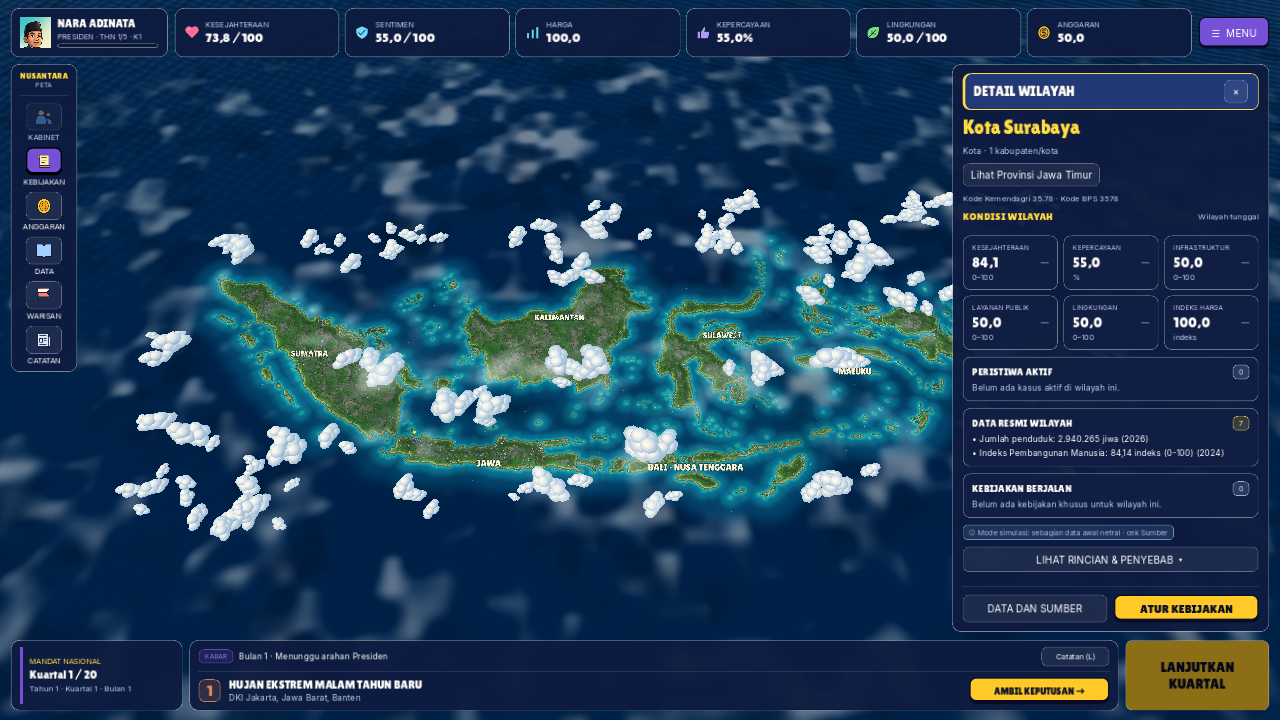 NARA ADINATA
PRESIDEN · THN 1/5 · K1
KESEJAHTERAAN
73,8 / 100
SENTIMEN
55,0 / 100
HARGA
100,0
KEPERCAYAAN
55,0%
LINGKUNGAN
50,0 / 100
ANGGARAN
50,0
☰ MENU
NUSANTARA
PETA
KABINET
KEBIJAKAN
ANGGARAN
DATA
WARISAN
CATATAN
SUMATRA
KALIMANTAN
SULAWESI
MALUKU
JAWA
BALI · NUSA TENGGARA
DETAIL WILAYAH
×
Kota Surabaya
Kota · 1 kabupaten/kota
Lihat Provinsi Jawa Timur
Kode Kemendagri 35.78 · Kode BPS 3578
KONDISI WILAYAH
Wilayah tunggal
KESEJAHTERAAN
84,1 —
0–100
KEPERCAYAAN
55,0 —
%
INFRASTRUKTUR
50,0 —
0–100
LAYANAN PUBLIK
50,0 —
0–100
LINGKUNGAN
50,0 —
0–100
INDEKS HARGA
100,0 —
indeks
PERISTIWA AKTIF 0
Belum ada kasus aktif di wilayah ini.
DATA RESMI WILAYAH 7
• Jumlah penduduk: 2.940.265 jiwa (2026)
• Indeks Pembangunan Manusia: 84,14 indeks (0-100) (2024)
KEBIJAKAN BERJALAN 0
Belum ada kebijakan khusus untuk wilayah ini.
ⓘ Mode simulasi: sebagian data awal netral · cek Sumber
LIHAT RINCIAN & PENYEBAB ▾
DATA DAN SUMBER
ATUR KEBIJAKAN
MANDAT NASIONAL
Kuartal 1 / 20
Tahun 1 · Kuartal 1 · Bulan 1
KABAR
Bulan 1 · Menunggu arahan Presiden
Catatan (L)
1
HUJAN EKSTREM MALAM TAHUN BARU
DKI Jakarta, Jawa Barat, Banten
AMBIL KEPUTUSAN →
LANJUTKAN
KUARTAL